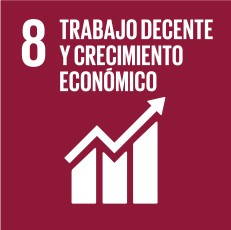 8 TRABAJO DECENTE
Y CRECIMIENTO
ECONÓMICO